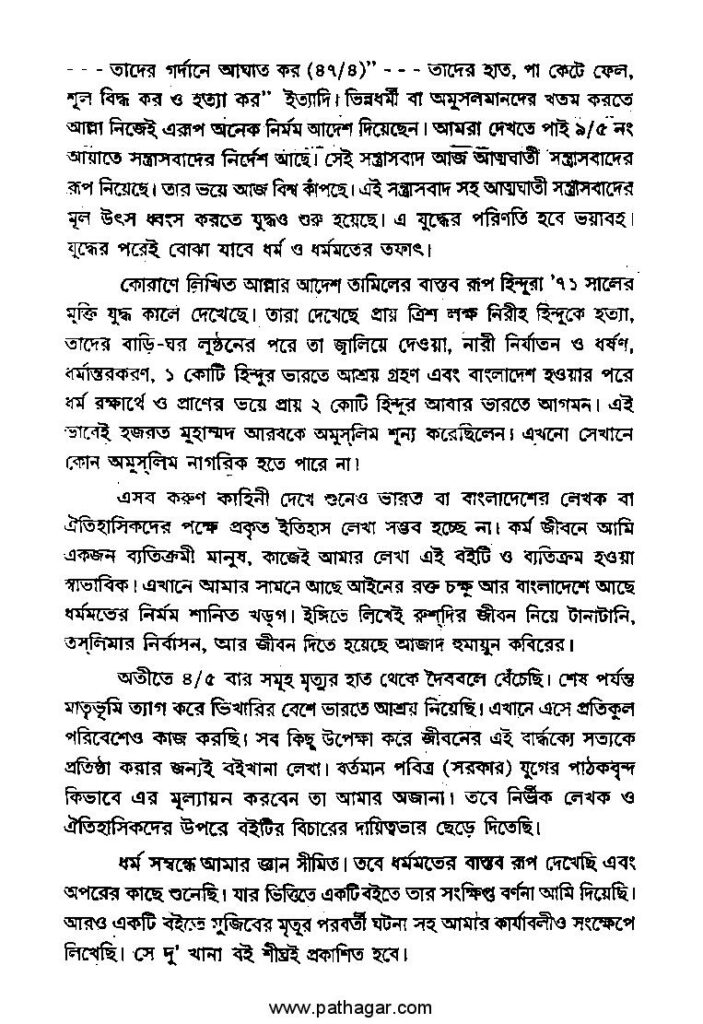 - - - তাদের গর্দানে আঘাত কর (৪৭/৪)” - - - তাদের হাত, পা কেটে ফেল,
শূল বিদ্ধ কর ও হত্যা কর” ইত্যাদি। ভিন্নধর্মী বা অমুসলমানদের খতম করতে
আল্লা নিজেই এরূপ অনেক নির্মম আদেশ দিয়েছেন। আমরা দেখতে পাই ৯/৫ নং
আয়াতে সন্ত্রাসবাদের নির্দেশ আছে। সেই সন্ত্রাসবাদ আজ আত্মঘাতী সন্ত্রাসবাদের
রূপ নিয়েছে। তার ভয়ে আজ বিশ্ব কাঁপছে। এই সন্ত্রাসবাদ সহ আত্মঘাতী সন্ত্রাসবাদের
মূল উৎস ধ্বংস করতে যুদ্ধও শুরু হয়েছে। এ যুদ্ধের পরিণতি হবে ভয়াবহ।
যুদ্ধের পরেই বোঝা যাবে ধর্ম ও ধর্মমতের তফাৎ।
কোরাণে লিখিত আল্লার আদেশ তামিলের বাস্তব রূপ হিন্দুরা ’৭১ সালের
মুক্তি যুদ্ধ কালে দেখেছে। তারা দেখেছে প্রায় ত্রিশ লক্ষ নিরীহ হিন্দুকে হত্যা,
তাদের বাড়ি-ঘর লুণ্ঠনের পরে তা জ্বালিয়ে দেওয়া, নারী নির্যাতন ও ধর্ষণ,
ধর্মান্তরকরণ, ১ কোটি হিন্দুর ভারতে আশ্রয় গ্রহণ এবং বাংলাদেশ হওয়ার পরে
ধর্ম রক্ষার্থে ও প্রাণের ভয়ে প্রায় ২ কোটি হিন্দুর আবার ভারতে আগমন। এই
ভাবেই হজরত মুহাম্মদ আরবকে অমুস্‌লিম শূন্য করেছিলেন। এখনো সেখানে
কোন অমুস্‌লিম নাগরিক হতে পারে না।
এসব করুণ কাহিনী দেখে শুনেও ভারত বা বাংলাদেশের লেখক বা
ঐতিহাসিকদের পক্ষে প্রকৃত ইতিহাস লেখা সম্ভব হচ্ছে না। কর্ম জীবনে আমি
একজন ব্যতিক্রমী মানুষ, কাজেই আমার লেখা এই বইটি ও ব্যতিক্রম হওয়া
স্বাভাবিক। এখানে আমার সামনে আছে আইনের রক্ত চক্ষু আর বাংলাদেশে আছে
ধর্মমতের নির্মম শানিত খড়গ। ইঙ্গিতে লিখেই রুশ্‌দির জীবন নিয়ে টানাটানি,
তস্‌লিমার নির্বাসন, আর জীবন দিতে হয়েছে আজাদ হুমায়ুন কবিরের।
অতীতে ৪/৫ বার সমূহ মৃত্যুর হাত থেকে দৈববলে বেঁচেছি। শেষ পর্যন্ত
মাতৃভূমি ত্যাগ করে ভিখারির বেশে ভারতে আশ্রয় নিয়েছি। এখানে এসে প্রতিকুল
পরিবেশেও কাজ করছি। সব কিছু উপেক্ষা করে জীবনের এই বার্দ্ধক্যে সত্যকে
প্রতিষ্ঠা করার জন্যই বইখানা লেখা। বর্তমান পবিত্র (সরকার) যুগের পাঠকবৃন্দ
কিভাবে এর মূল্যায়ন করবেন তা আমার অজানা। তবে নির্ভীক লেখক ও
ঐতিহাসিকদের উপরে বইটির বিচারের দায়িত্বভার ছেড়ে দিতেছি।
ধর্ম সম্বন্ধে আমার জ্ঞান সীমিত। তবে ধর্মমতের বাস্তব রূপ দেখেছি এবং
অপরের কাছে শুনেছি। যার ভিত্তিতে একটি বইতে তার সংক্ষিপ্ত বর্ণনা আমি দিয়েছি।
আরও একটি বইতে মুজিবের মৃত্যুর পরবর্তী ঘটনা সহ আমার কার্যাবলীও সংক্ষেপে
লিখেছি। সে দু’ খানা বই শীঘ্রই প্রকাশিত হবে।
www.pathagar.com